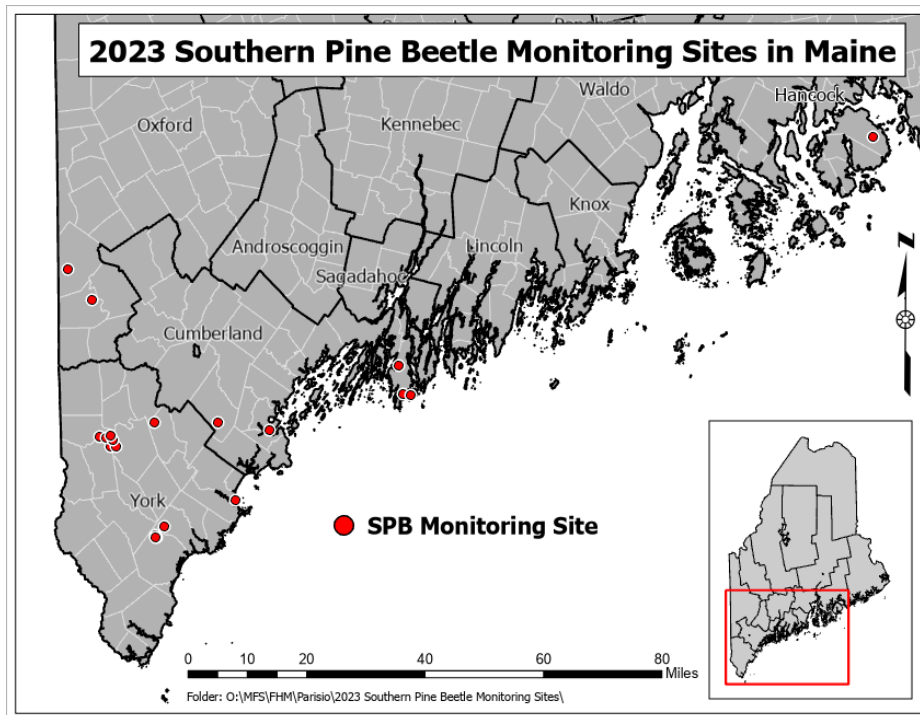 2023 Southern Pine Beetle Monitoring Sites in Maine
Waldo
Hancock
Oxford
Kennebec
Knox
Androscoggin
Lincoln
Sagadahoc
Cumberland
N
York
SPB Monitoring Site
0 10 20 40 60 80
Miles
Folder: O:\MFS\FHM\Parisio\2023 Southern Pine Beetle Monitoring Sites\